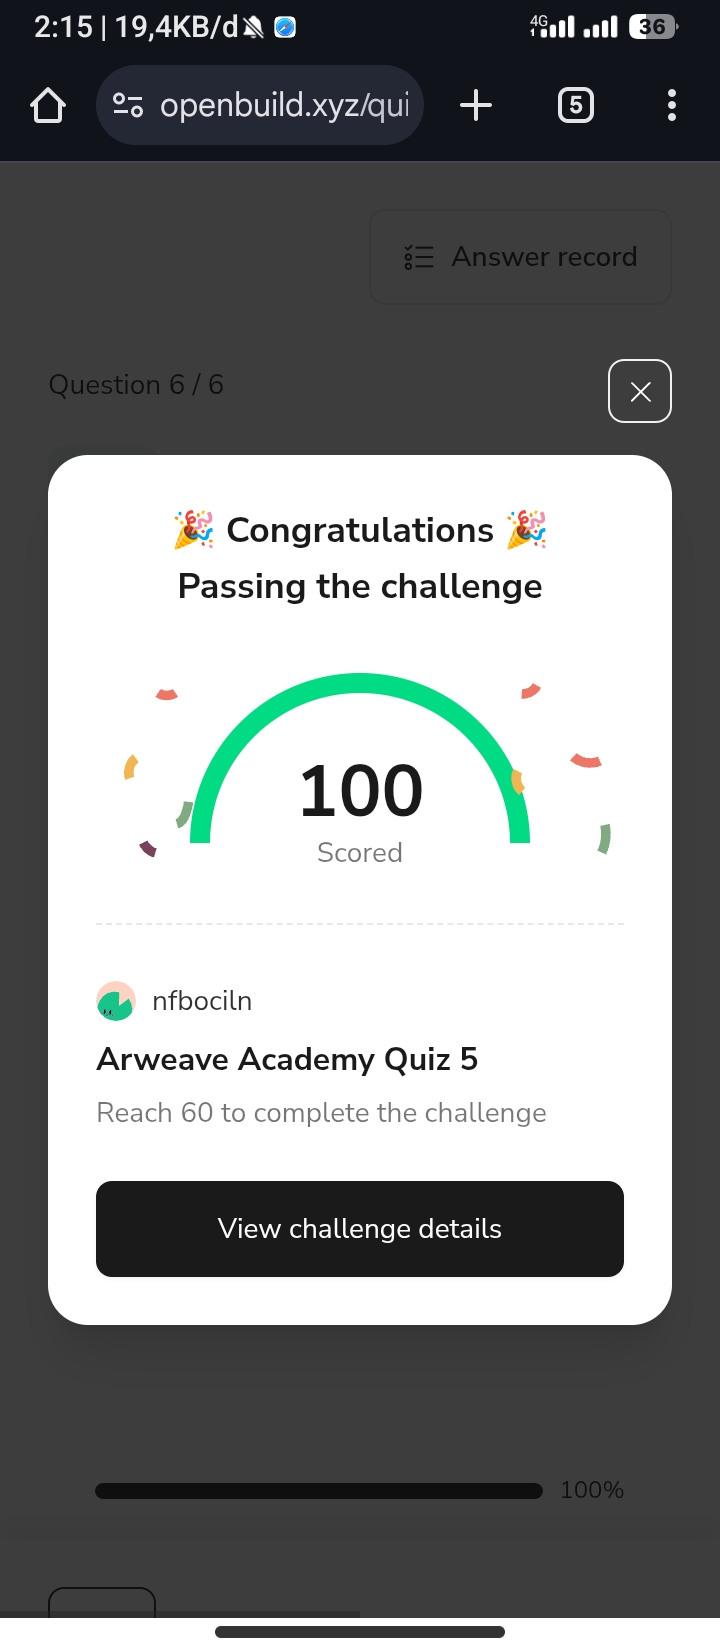 2:15 | 19,4KB/d
4G
36
openbuild.xyz/qui
5
Answer record
Question 6 / 6
🎉 Congratulations 🎉
Passing the challenge
100
Scored
nfbociln
Arweave Academy Quiz 5
Reach 60 to complete the challenge
View challenge details
100%